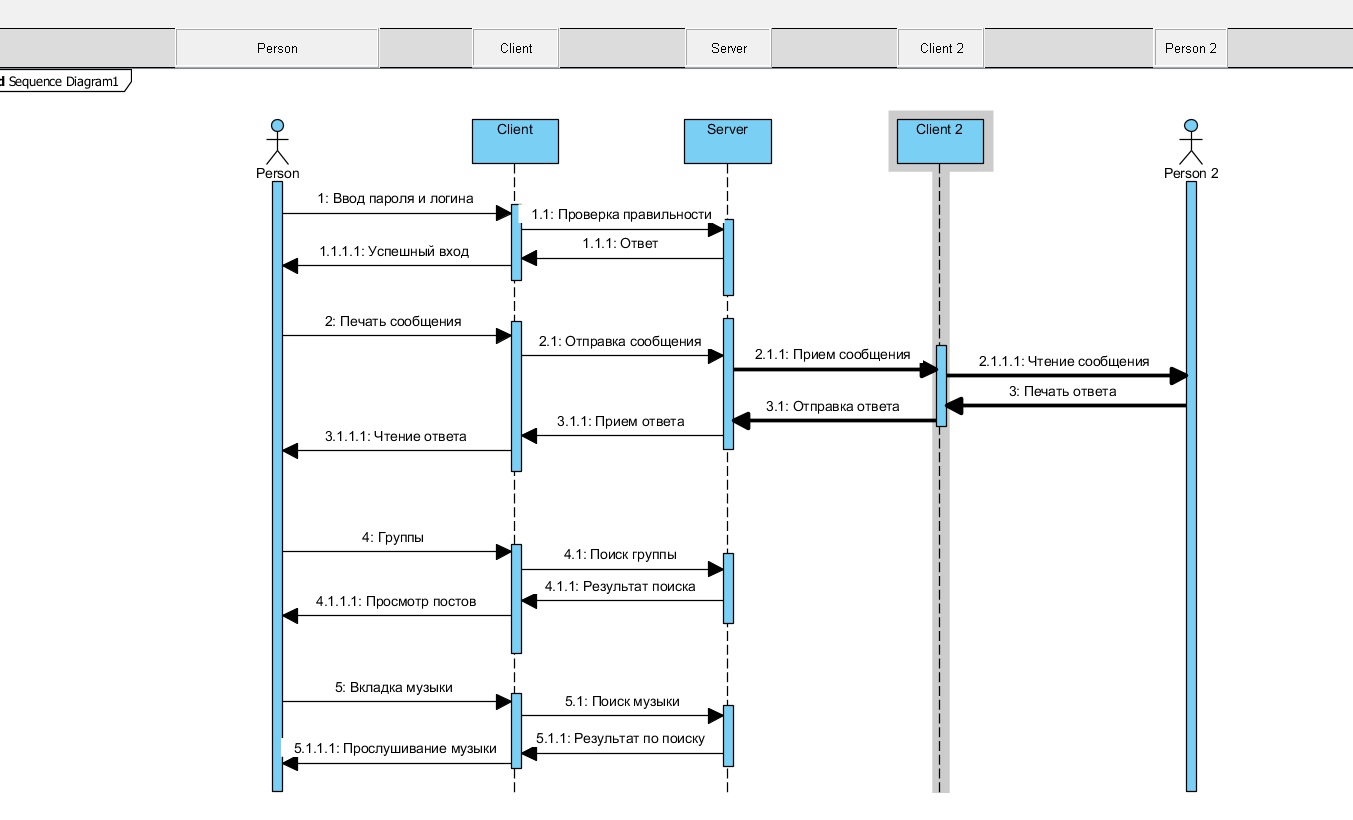 Person Client Server Client 2 Person 2
d Sequence Diagram1
Client Server Client 2
Person Person 2
1: Ввод пароля и логина
1.1: Проверка правильности
1.1.1: Ответ
1.1.1.1: Успешный вход
2: Печать сообщения
2.1: Отправка сообщения
2.1.1: Прием сообщения
2.1.1.1: Чтение сообщения
3: Печать ответа
3.1: Отправка ответа
3.1.1: Прием ответа
3.1.1.1: Чтение ответа
4: Группы
4.1: Поиск группы
4.1.1: Результат поиска
4.1.1.1: Просмотр постов
5: Вкладка музыки
5.1: Поиск музыки
5.1.1: Результат по поиску
5.1.1.1: Прослушивание музыки